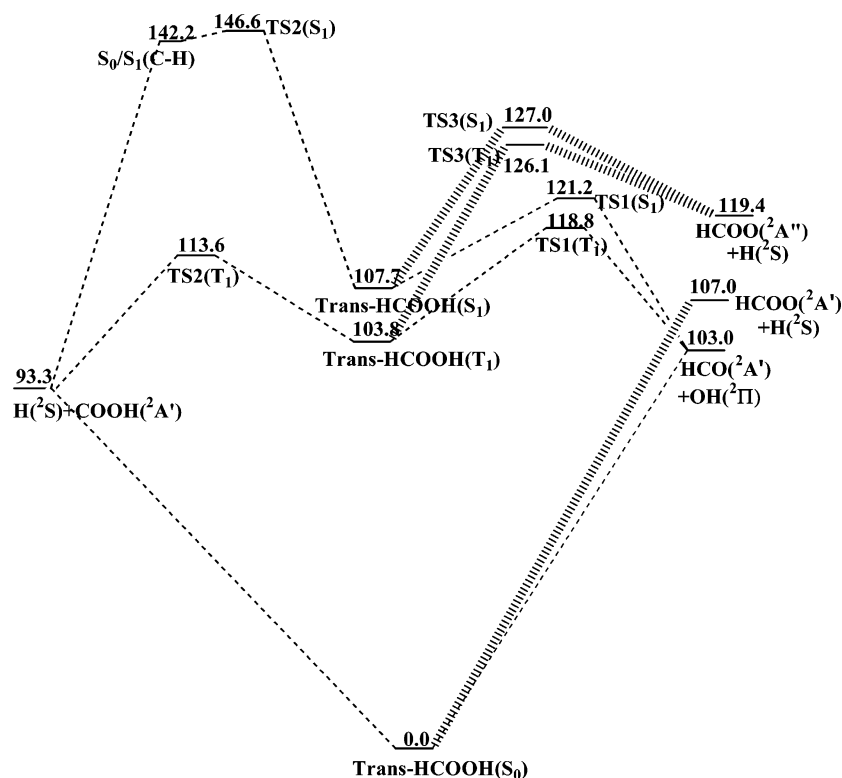 142.2
146.6
TS2(S₁)
S₀/S₁(C-H)
TS3(S₁)
127.0
TS3(T₁)
126.1
121.2
TS1(S₁)
119.4
HCOO(²A'')
+H(²S)
118.8
TS1(T₁)
113.6
TS2(T₁)
107.7
Trans-HCOOH(S₁)
107.0
HCOO(²A')
+H(²S)
103.8
Trans-HCOOH(T₁)
103.0
HCO(²A')
+OH(²Π)
93.3
H(²S)+COOH(²A')
0.0
Trans-HCOOH(S₀)